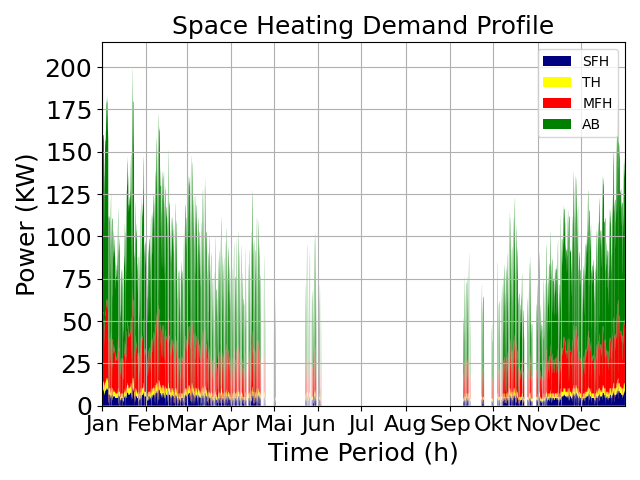 Space Heating Demand Profile
SFH
TH
MFH
AB
200
175
150
125
100
75
50
25
0
Power (KW)
Jan Feb Mar Apr Mai Jun Jul Aug Sep Okt Nov Dec
Time Period (h)